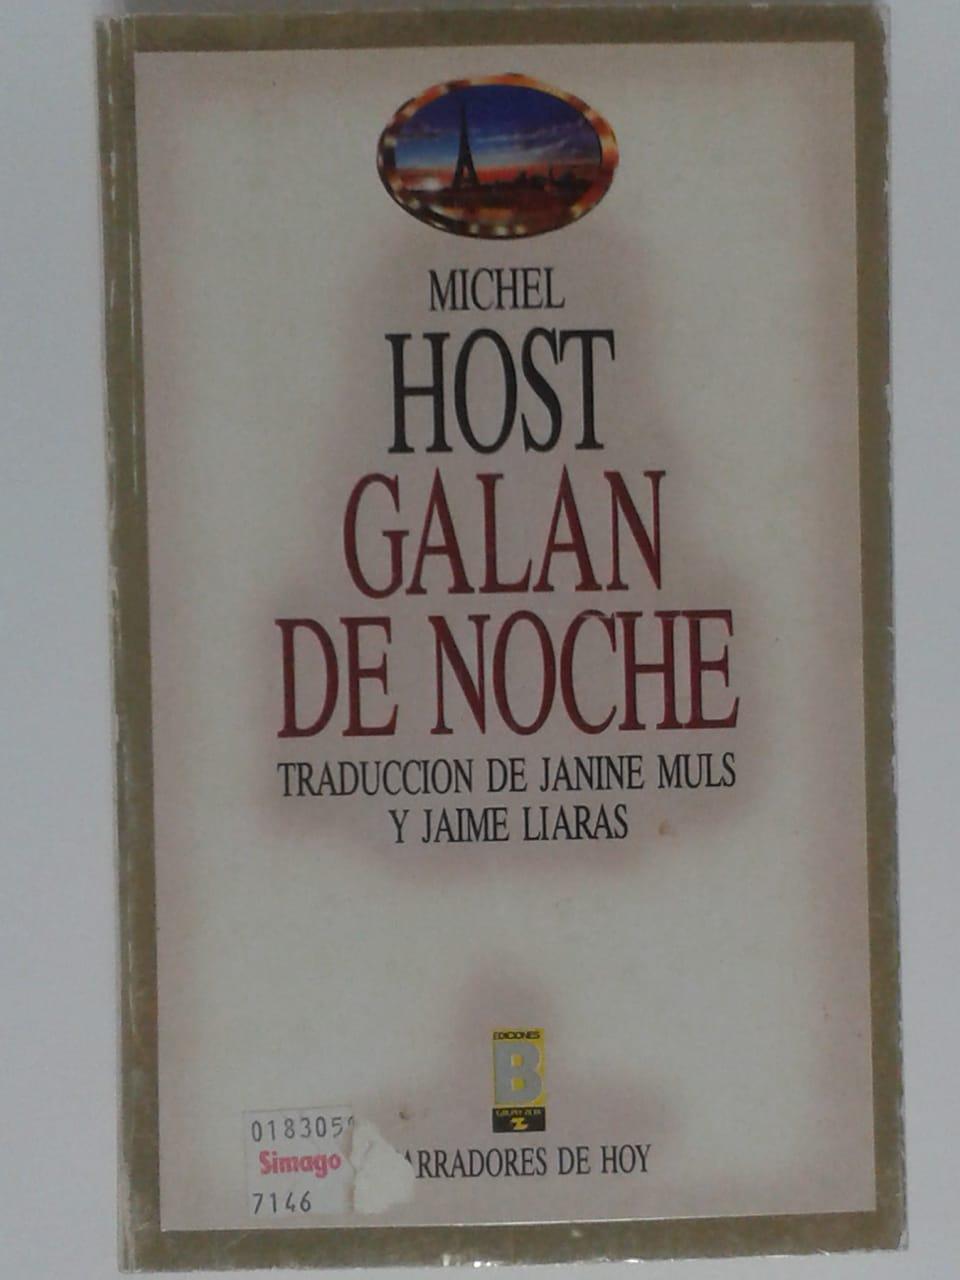 MICHEL
HOST
GALAN
DE NOCHE
TRADUCCION DE JANINE MULS
Y JAIME LIARAS
EDICIONES
B
GRUPO ZETA
Z
ARRADORES DE HOY
018305
Simago
7146